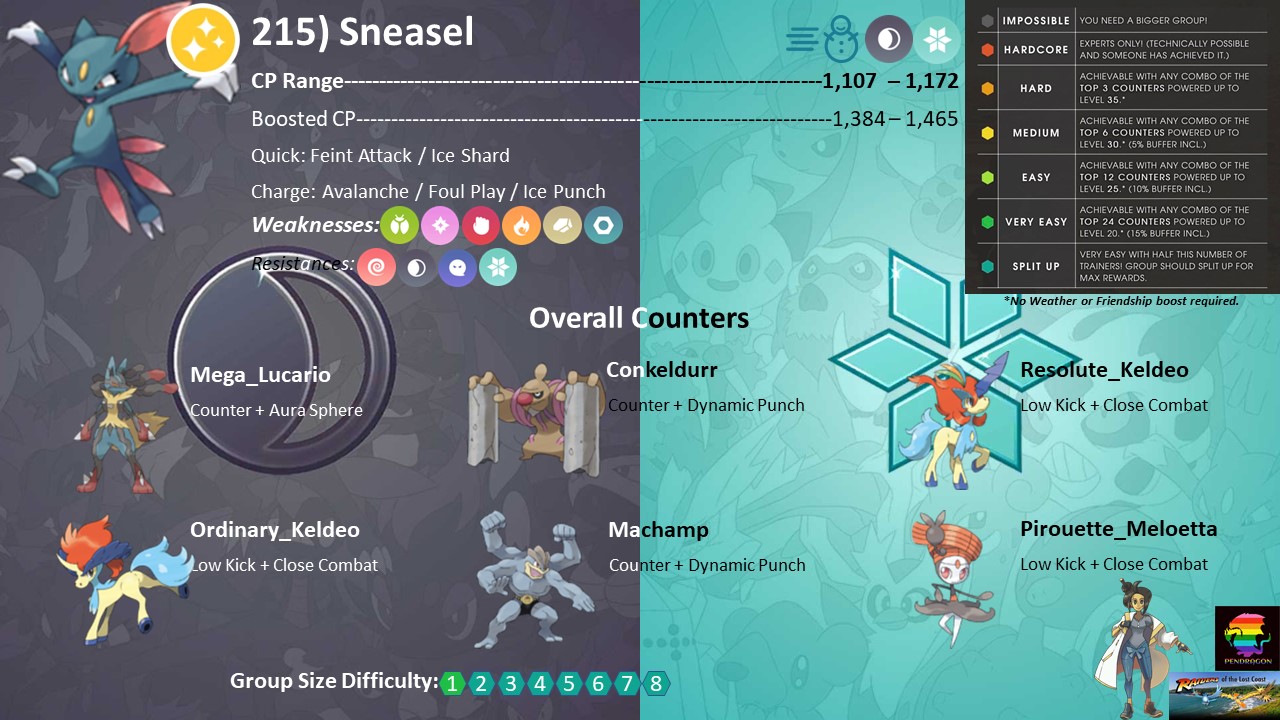 215) Sneasel
CP Range--------------------------------------------------------------------1,107 – 1,172
Boosted CP--------------------------------------------------------------------1,384 – 1,465
Quick: Feint Attack / Ice Shard
Charge: Avalanche / Foul Play / Ice Punch
Weaknesses:
Resistances:
IMPOSSIBLE YOU NEED A BIGGER GROUP!
HARDCORE EXPERTS ONLY! (TECHNICALLY POSSIBLE
AND SOMEONE HAS ACHIEVED IT.)
HARD ACHIEVABLE WITH ANY COMBO OF THE
TOP 3 COUNTERS POWERED UP TO
LEVEL 35.*
MEDIUM ACHIEVABLE WITH ANY COMBO OF THE
TOP 6 COUNTERS POWERED UP TO
LEVEL 30.* (5% BUFFER INCL.)
EASY ACHIEVABLE WITH ANY COMBO OF THE
TOP 12 COUNTERS POWERED UP TO
LEVEL 25.* (10% BUFFER INCL.)
VERY EASY ACHIEVABLE WITH ANY COMBO OF THE
TOP 24 COUNTERS POWERED UP TO
LEVEL 20.* (15% BUFFER INCL.)
SPLIT UP VERY EASY WITH HALF THIS NUMBER OF
TRAINERS! GROUP SHOULD SPLIT UP FOR
MAX REWARDS.
*No Weather or Friendship boost required.
Overall Counters
Mega_Lucario
Counter + Aura Sphere
Conkeldurr
Counter + Dynamic Punch
Resolute_Keldeo
Low Kick + Close Combat
Ordinary_Keldeo
Low Kick + Close Combat
Machamp
Counter + Dynamic Punch
Pirouette_Meloetta
Low Kick + Close Combat
Group Size Difficulty: 1 2 3 4 5 6 7 8
PENDRAGON
RAIDERS of the Lost Coast